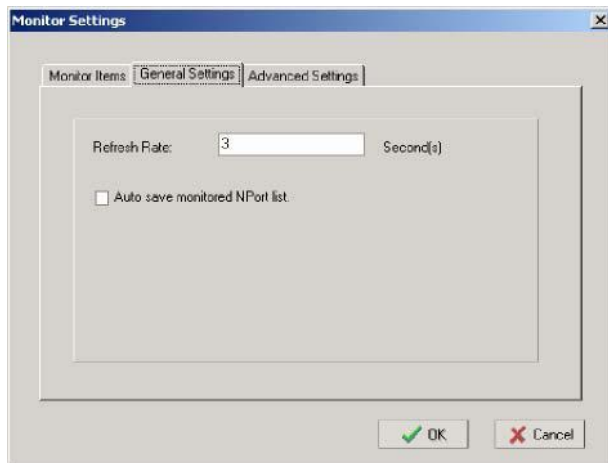 Monitor Settings
Monitor Items General Settings Advanced Settings
Refresh Rate: 3 Second(s)
Auto save monitored NPort list.
OK Cancel